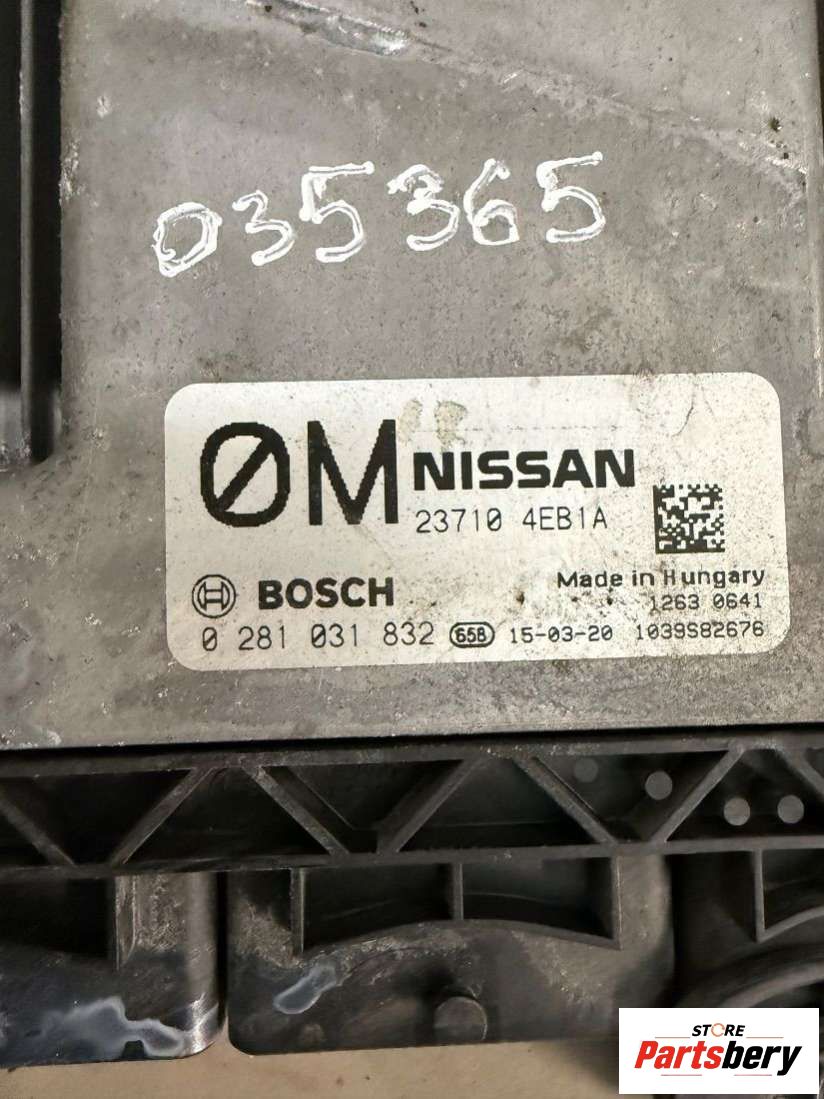 035365
0M NISSAN
23710 4EB1A
BOSCH
Made in Hungary
1263 0641
0 281 031 832 658 15-03-20 1039S82676
STORE
Partsbery